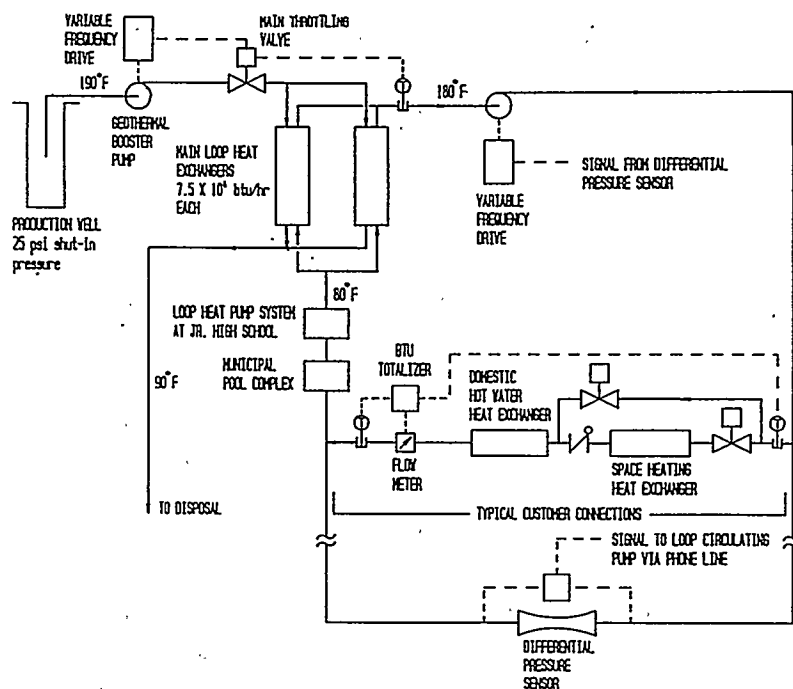 VARIABLE
FREQUENCY
DRIVE
MAIN THROTTLING
VALVE
190°F
180°F
GEOTHERMAL
BOOSTER
PUMP
MAIN LOOP HEAT
EXCHANGERS
7.5 X 10⁶ btu/hr
EACH
SIGNAL FROM DIFFERENTIAL
PRESSURE SENSOR
VARIABLE
FREQUENCY
DRIVE
PRODUCTION WELL
25 psi shut-in
pressure
80°F
LOOP HEAT PUMP SYSTEM
AT JR. HIGH SCHOOL
MUNICIPAL
POOL COMPLEX
90°F
BTU
TOTALIZER
DOMESTIC
HOT WATER
HEAT EXCHANGER
T
T
T
FLOW
METER
SPACE HEATING
HEAT EXCHANGER
TO DISPOSAL
TYPICAL CUSTOMER CONNECTIONS
SIGNAL TO LOOP CIRCULATING
PUMP VIA PHONE LINE
DIFFERENTIAL
PRESSURE
SENSOR